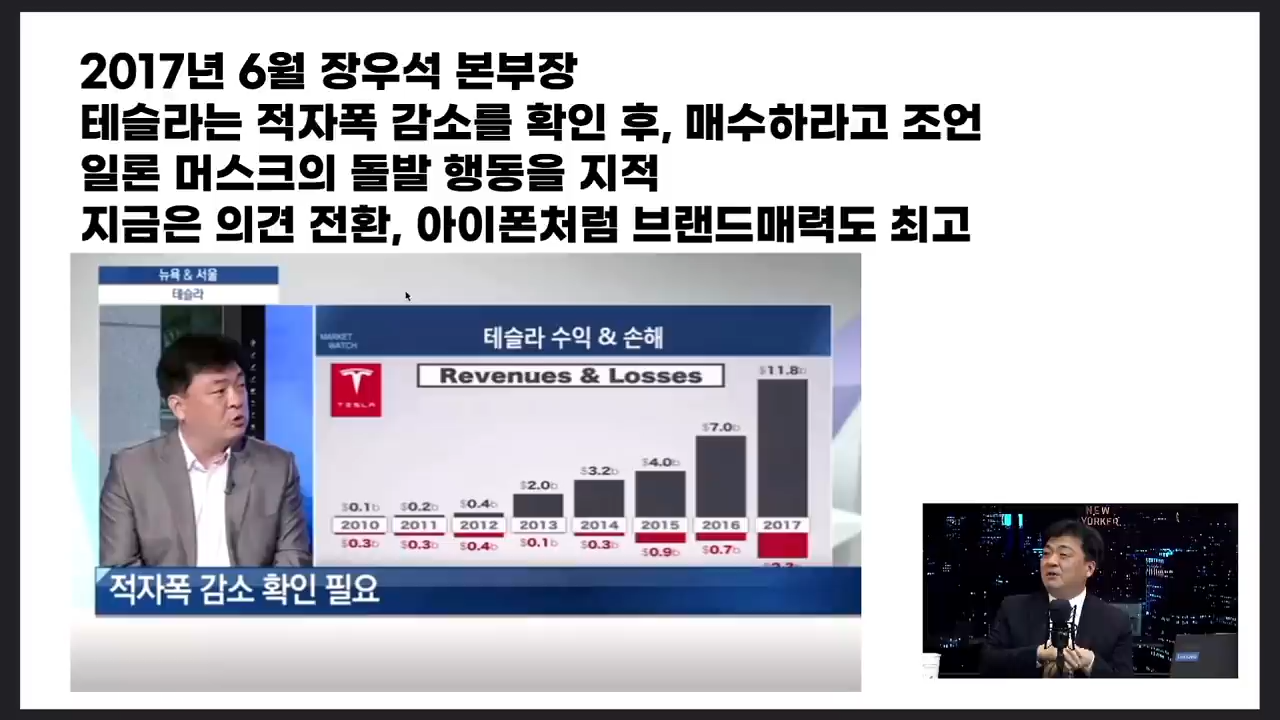 2017년 6월 장우석 본부장
테슬라는 적자폭 감소를 확인 후, 매수하라고 조언
일론 머스크의 돌발 행동을 지적
지금은 의견 전환, 아이폰처럼 브랜드매력도 최고
뉴욕 & 서울
테슬라
MARKET WATCH
테슬라 수익 & 손해
TESLA
Revenues & Losses
$11.8b
$7.0b
$4.0b
$3.2b
$2.0b
$0.4b
$0.2b
$0.1b
2010 2011 2012 2013 2014 2015 2016 2017
$0.3b $0.3b $0.4b $0.1b $0.3b $0.9b $0.7b
적자폭 감소 확인 필요
NEW YORKER
Lenovo